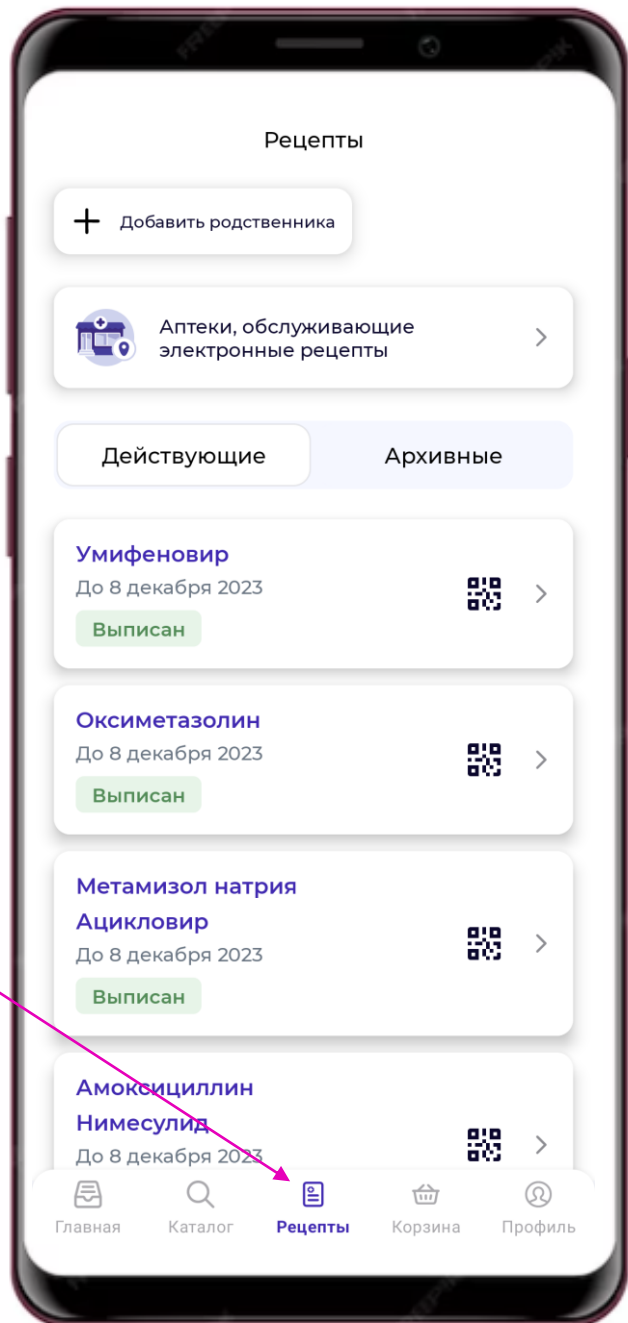 Рецепты
Добавить родственника
Аптеки, обслуживающие
электронные рецепты
Действующие
Архивные
Умифеновир
До 8 декабря 2023
Выписан
Оксиметазолин
До 8 декабря 2023
Выписан
Метамизол натрия
Ацикловир
До 8 декабря 2023
Выписан
Амоксициллин
Нимесулид
До 8 декабря 2023
Главная
Каталог
Рецепты
Корзина
Профиль